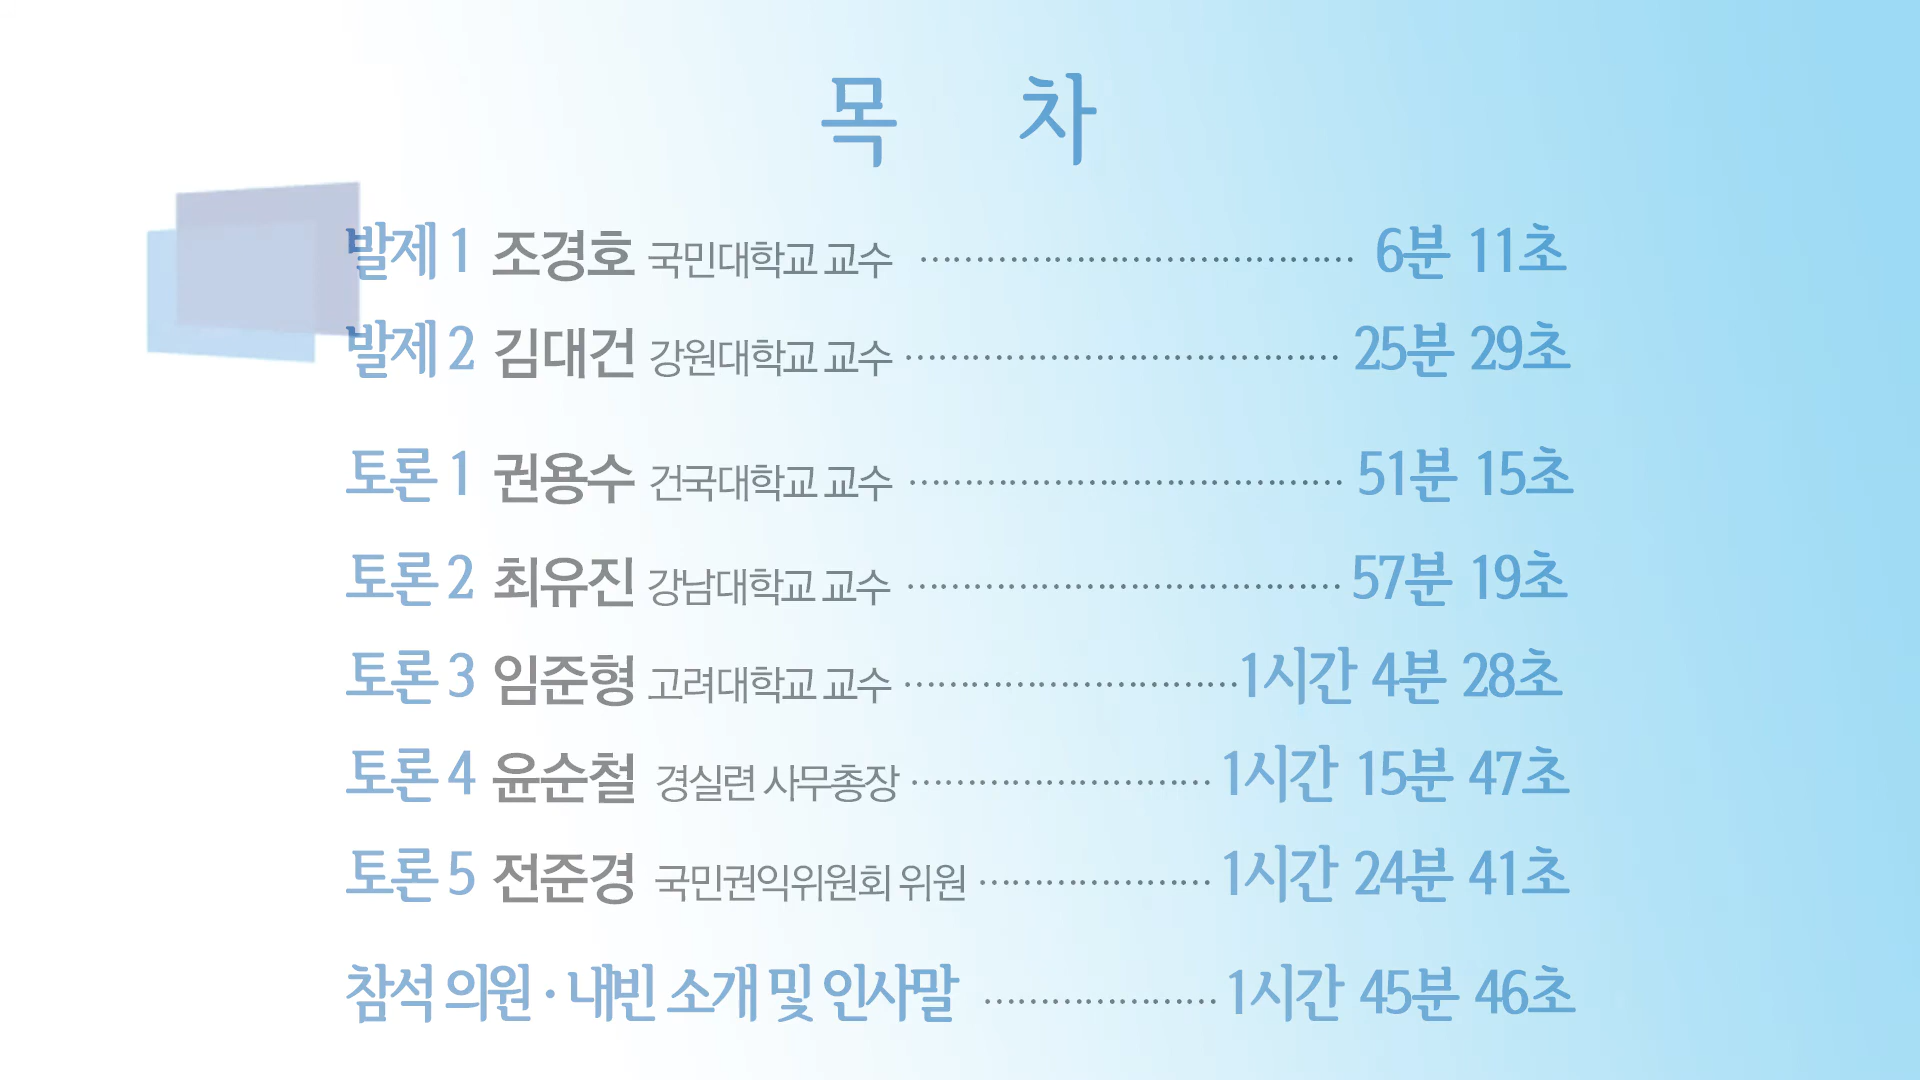 목 차
발제 1 조경호 국민대학교 교수 ········································ 6분 11초
발제 2 김대건 강원대학교 교수 ········································ 25분 29초
토론 1 권용수 건국대학교 교수 ········································ 51분 15초
토론 2 최유진 강남대학교 교수 ········································ 57분 19초
토론 3 임준형 고려대학교 교수 ······························· 1시간 4분 28초
토론 4 윤순철 경실련 사무총장 ···························· 1시간 15분 47초
토론 5 전준경 국민권익위원회 위원 ····················· 1시간 24분 41초
참석 의원·내빈 소개 및 인사말 ····················· 1시간 45분 46초